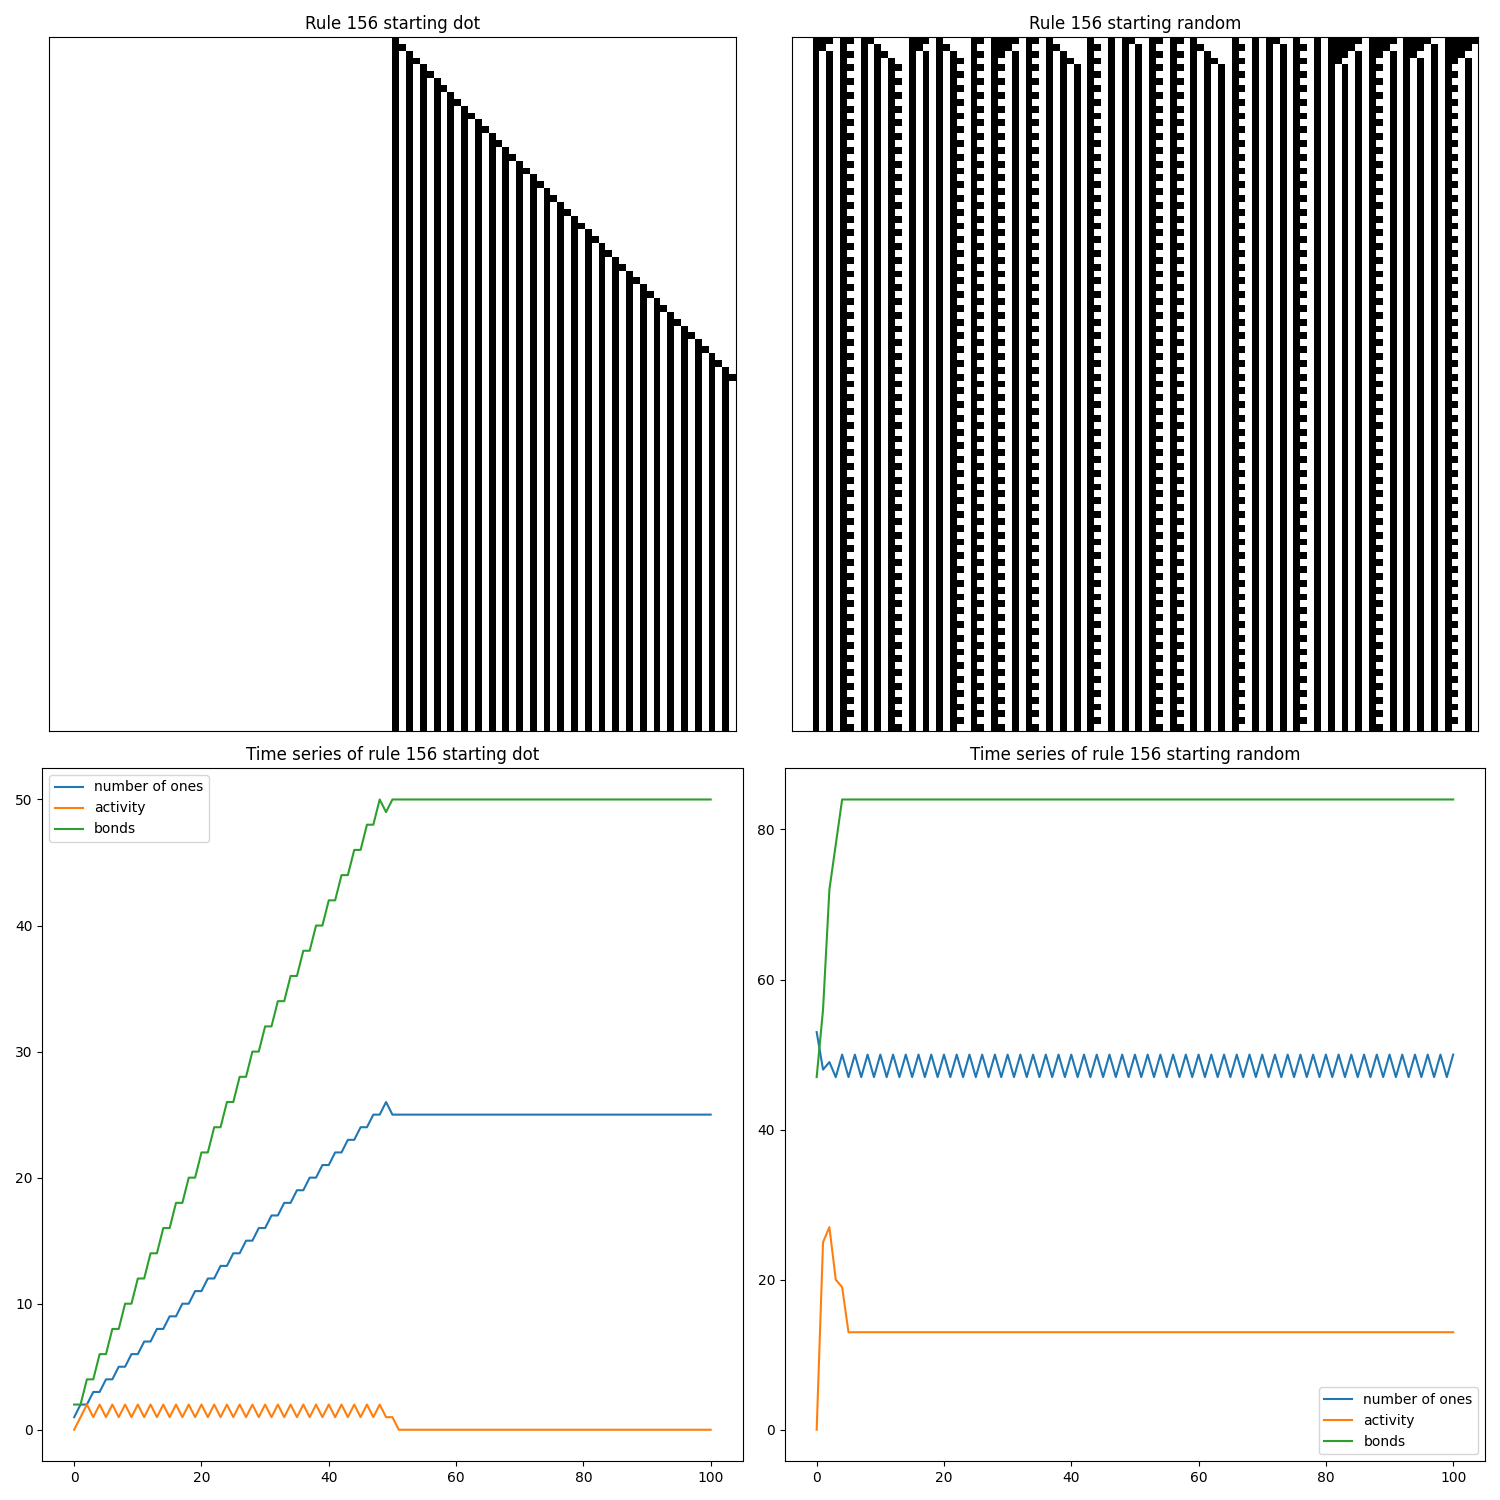 Rule 156 starting dot
Rule 156 starting random
Time series of rule 156 starting dot
number of ones
activity
bonds
50
40
30
20
10
0
0 20 40 60 80 100
Time series of rule 156 starting random
80
60
40
20
0
number of ones
activity
bonds
0 20 40 60 80 100